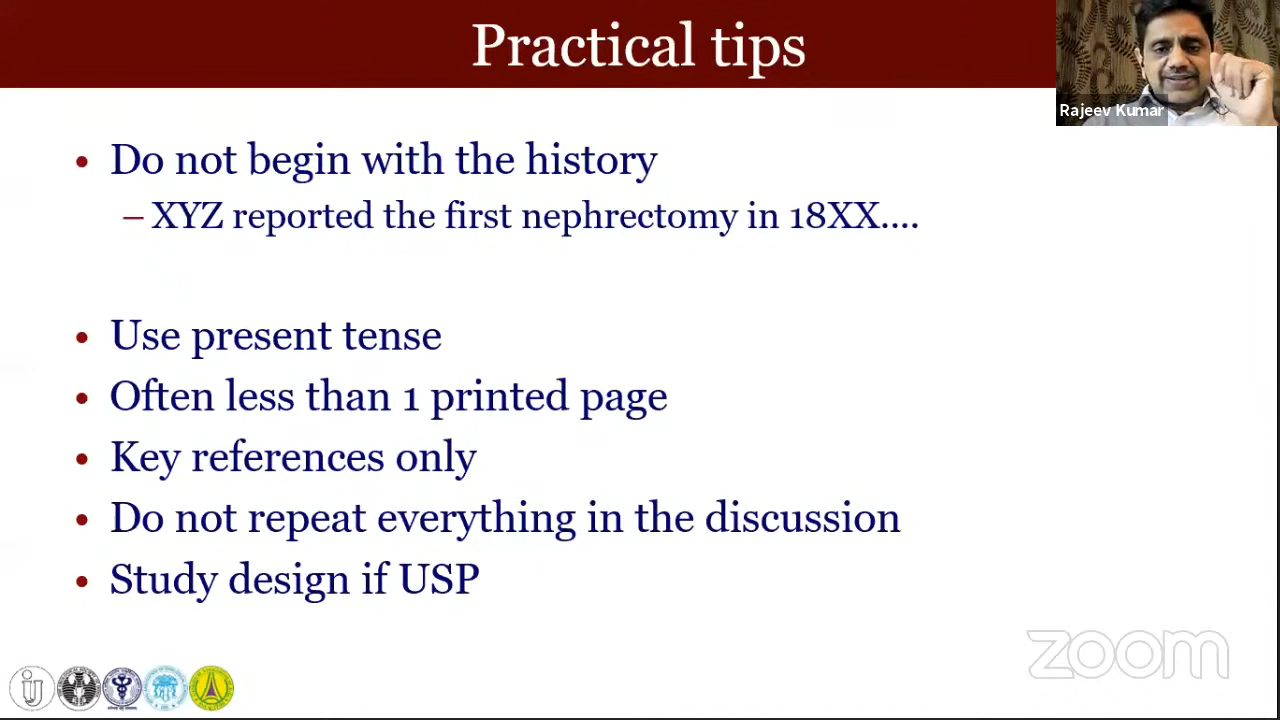 Practical tips
Rajeev Kumar
• Do not begin with the history
– XYZ reported the first nephrectomy in 18XX....
• Use present tense
• Often less than 1 printed page
• Key references only
• Do not repeat everything in the discussion
• Study design if USP
zoom